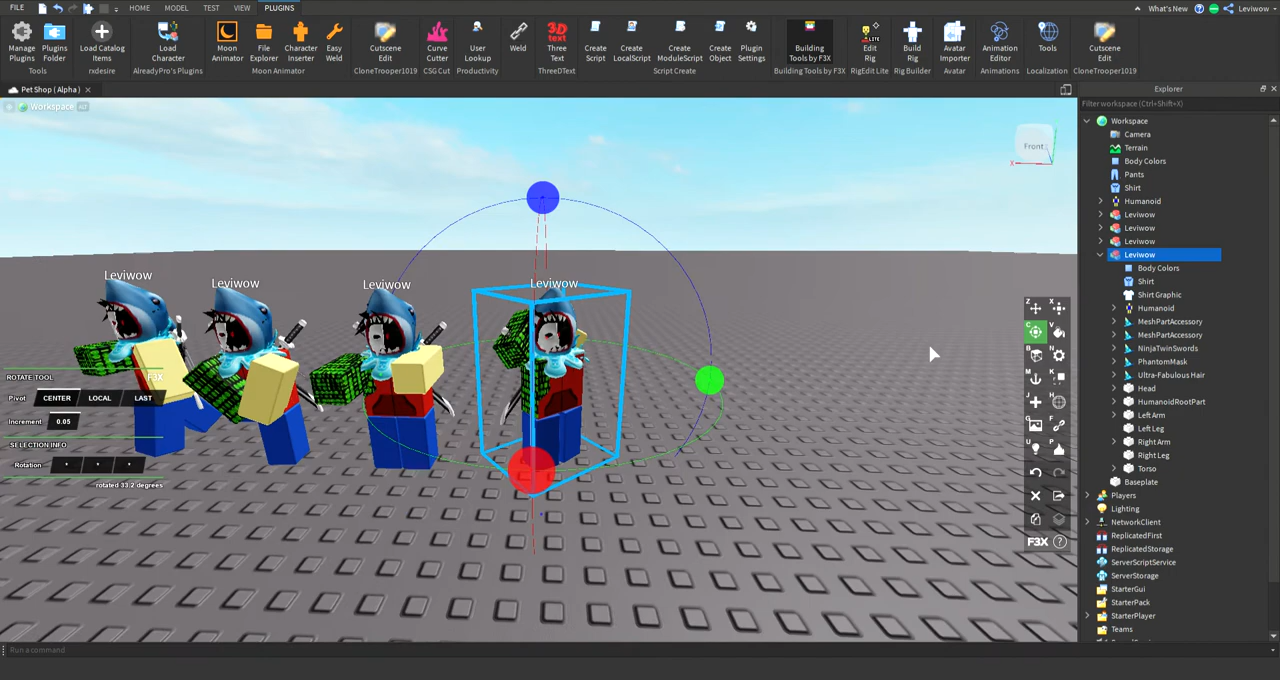 FILE HOME MODEL TEST VIEW PLUGINS What's New Leviwow
Manage Plugins
Plugins Folder
Tools
Load Catalog Items
rxdesire
Load Character
AlreadyPro's Plugins
Moon Animator
File Explorer
Character Inserter
Easy Weld
Moon Animator
Cutscene Edit
CloneTrooper1019
Curve Cutter
CSG Cut
User Lookup
Productivity
Weld
3D TEXT
Three Text
ThreeDText
Create Script
Create LocalScript
Create ModuleScript
Create Object
Plugin Settings
Script Create
Building Tools by F3X
Building Tools by F3X
LITE
Edit Rig
RigEdit Lite
Build Rig
Rig Builder
Avatar Importer
Avatar
Animation Editor
Animations
Tools
Localization
Cutscene Edit
CloneTrooper1019
Pet Shop ( Alpha )
Workspace Alt
Front
X
Leviwow
Leviwow
Leviwow
Leviwow
ROTATE TOOL F3X
Pivot CENTER LOCAL LAST
Increment 0.05
SELECTION INFO
Rotation * * *
rotated 33.2 degrees
Z X
C V
B N
M K
J H
G F
U P
F3X ?
Explorer
Filter workspace (Ctrl+Shift+X)
Workspace
Camera
Terrain
Body Colors
Pants
Shirt
Humanoid
Leviwow
Leviwow
Leviwow
Leviwow
Body Colors
Shirt
Shirt Graphic
Humanoid
MeshPartAccessory
MeshPartAccessory
NinjaTwinSwords
PhantomMask
Ultra-Fabulous Hair
Head
HumanoidRootPart
Left Arm
Left Leg
Right Arm
Right Leg
Torso
Baseplate
Players
Lighting
NetworkClient
ReplicatedFirst
ReplicatedStorage
ServerScriptService
ServerStorage
StarterGui
StarterPack
StarterPlayer
Teams
Run a command